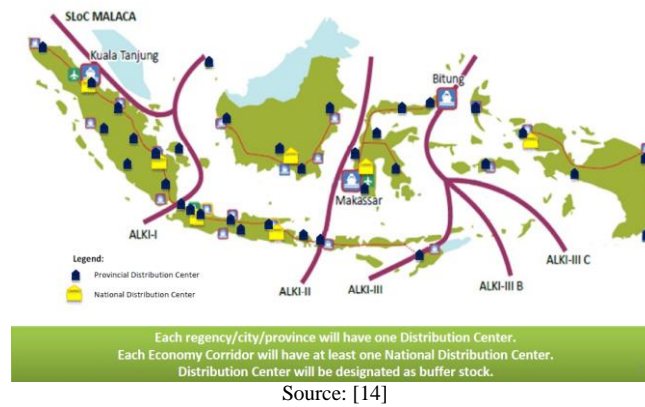 SLoC MALACA
Kuala Tanjung
Bitung
Makassar
ALKI-I
ALKI-II
ALKI-III
ALKI-III B
ALKI-III C
Legend:
Provincial Distribution Center
National Distribution Center
Each regency/city/province will have one Distribution Center.
Each Economy Corridor will have at least one National Distribution Center.
Distribution Center will be designated as buffer stock.
Source: [14]